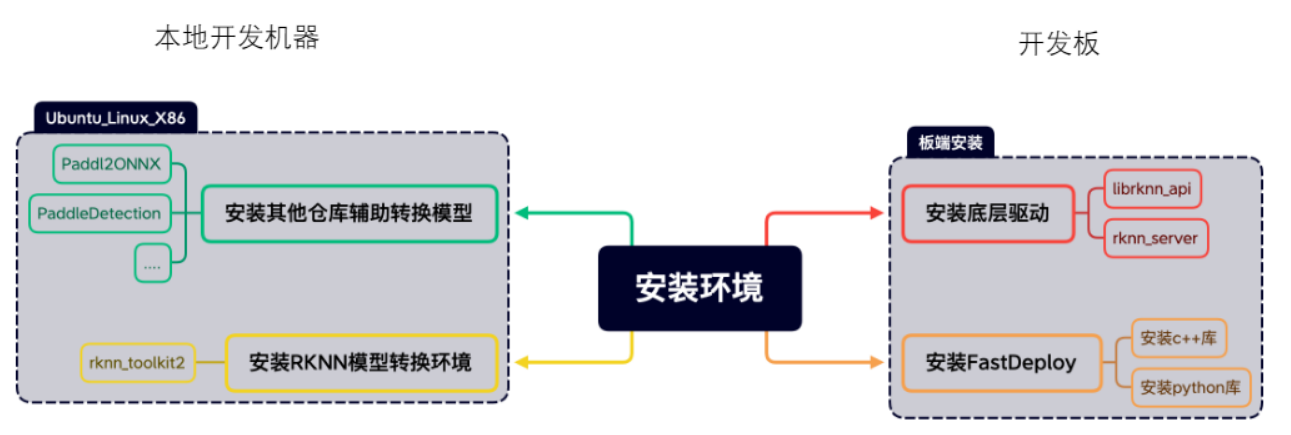 本地开发机器
开发板
Ubuntu_Linux_X86
Paddl2ONNX
PaddleDetection
....
安装其他仓库辅助转换模型
rknn_toolkit2
安装RKNN模型转换环境
安装环境
板端安装
安装底层驱动
librknn_api
rknn_server
安装FastDeploy
安装c++库
安装python库